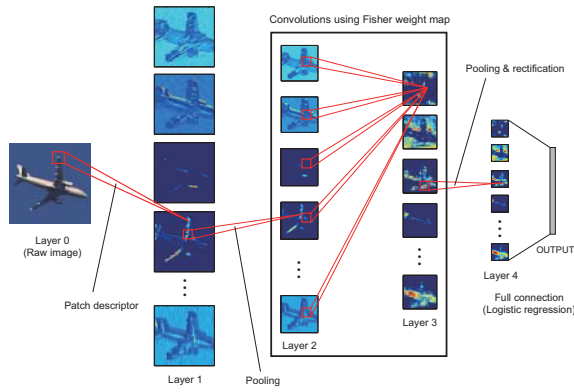 Convolutions using Fisher weight map
Pooling & rectification
Layer 0
(Raw image)
Patch descriptor
Layer 1
Pooling
Layer 2
Layer 3
Layer 4
OUTPUT
Full connection
(Logistic regression)